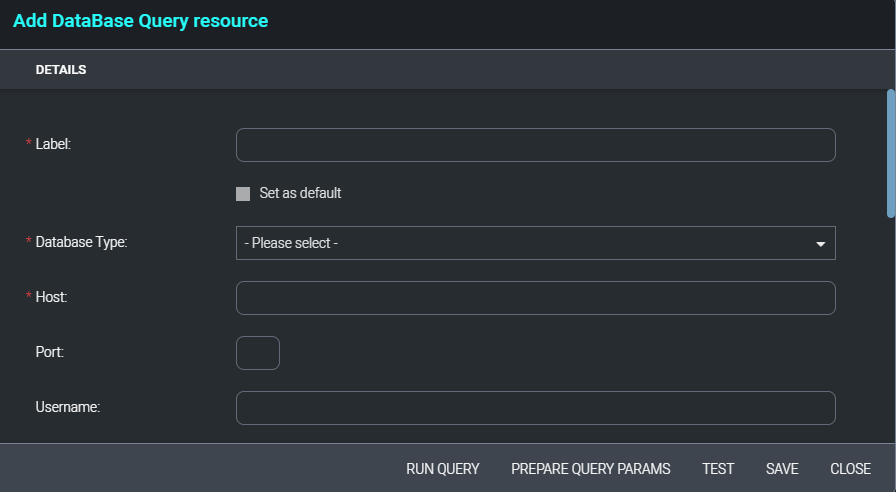 Add DataBase Query resource
DETAILS
* Label:
Set as default
* Database Type:
- Please select -
* Host:
Port:
Username:
RUN QUERY PREPARE QUERY PARAMS TEST SAVE CLOSE